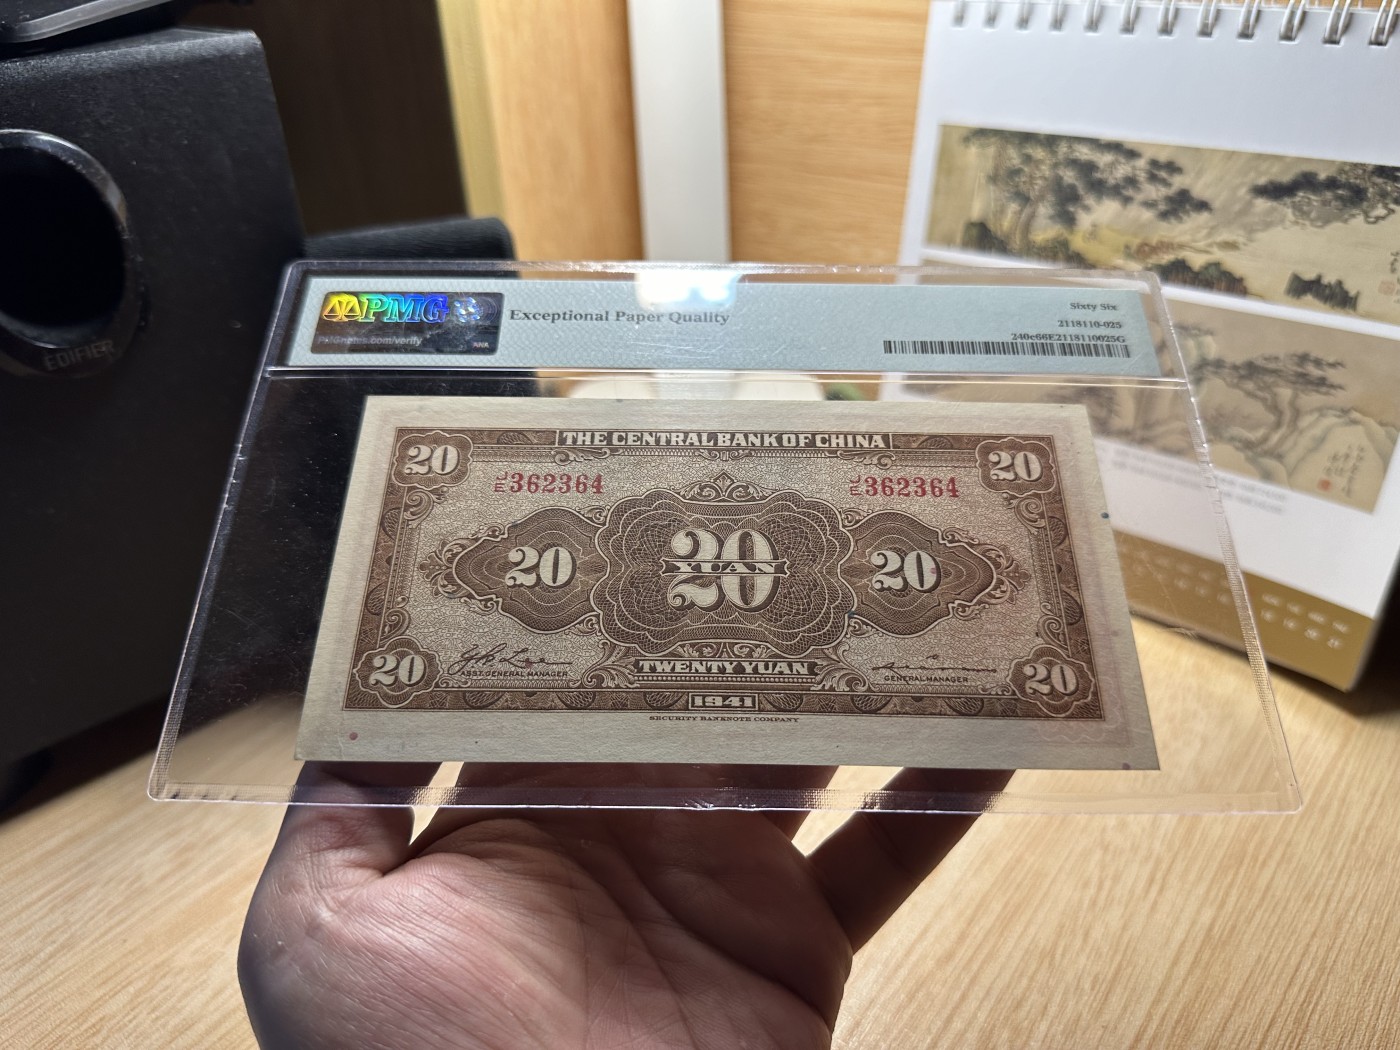 EDIFIER
PMG
PMGnotes.com/verify
ANA
Exceptional Paper Quality
Sixty Six
2118110-025
240e66E2118110025G
THE CENTRAL BANK OF CHINA
20
20
362364
362364
20
20
YUAN
20
20
20
ASST. GENERAL MANAGER
TWENTY YUAN
GENERAL MANAGER
1941
SECURITY BANKNOTE COMPANY